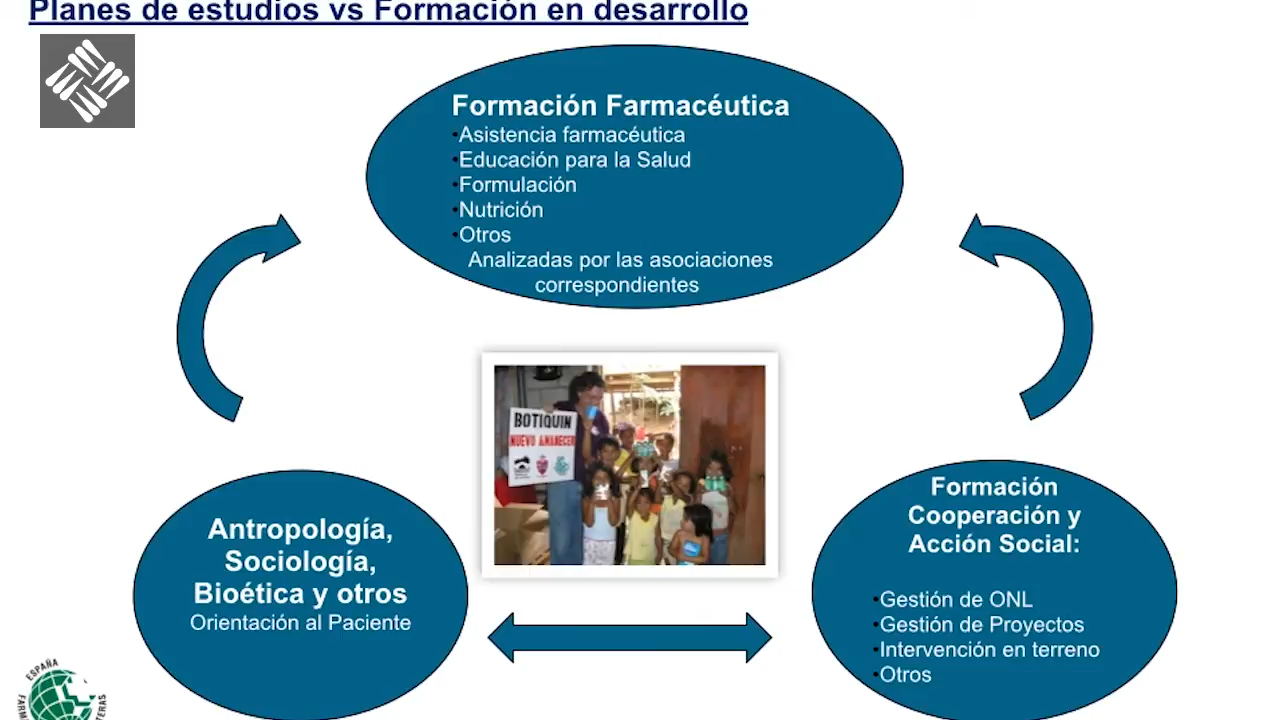 Planes de estudios vs Formación en desarrollo
Formación Farmacéutica
•Asistencia farmacéutica
•Educación para la Salud
•Formulación
•Nutrición
•Otros
Analizadas por las asociaciones
correspondientes
BOTIQUIN
NUEVO AMANECER
Antropología,
Sociología,
Bioética y otros
Orientación al Paciente
Formación
Cooperación y
Acción Social:
•Gestión de ONL
•Gestión de Proyectos
•Intervención en terreno
•Otros
ESPAÑA